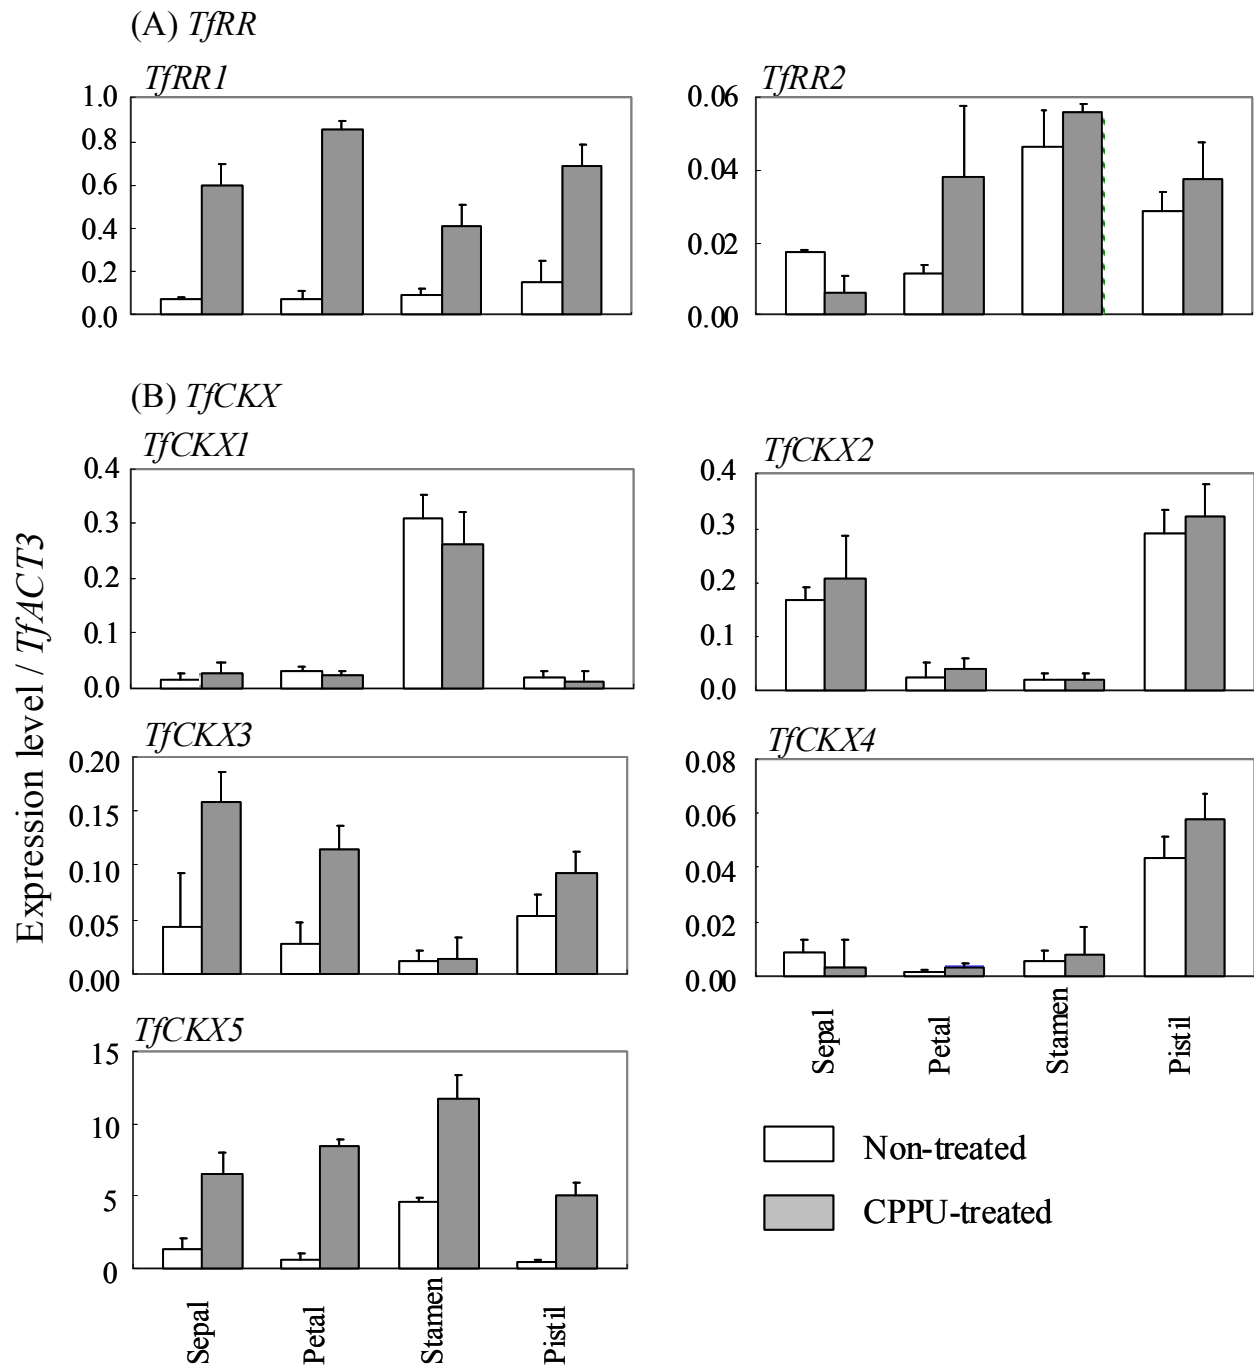 (A) TfRR
TfRR1
1.0
0.8
0.6
0.4
0.2
0.0
TfRR2
0.06
0.04
0.02
0.00
(B) TfCKX
TfCKX1
0.4
0.3
0.2
0.1
0.0
TfCKX2
0.4
0.3
0.2
0.1
0.0
Expression level / TfACT3
TfCKX3
0.20
0.15
0.10
0.05
0.00
TfCKX4
0.08
0.06
0.04
0.02
0.00
Sepal
Petal
Stamen
Pistil
TfCKX5
15
10
5
0
Sepal
Petal
Stamen
Pistil
Non-treated
CPPU-treated